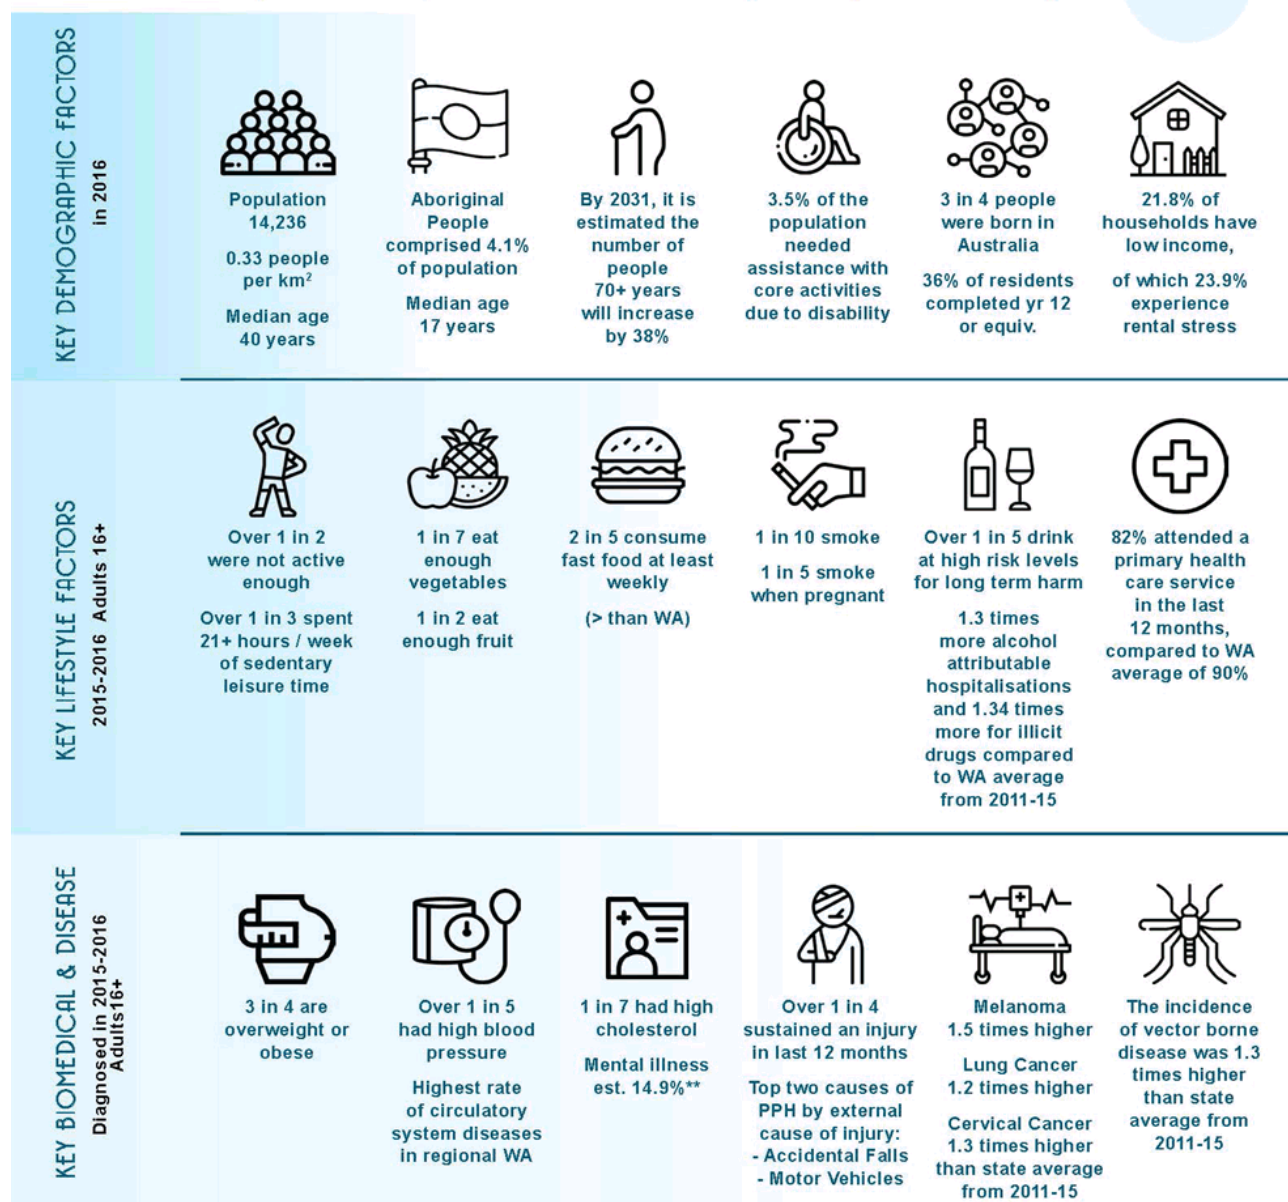 KEY DEMOGRAPHIC FACTORS
in 2016
Population
14,236
0.33 people
per km²
Median age
40 years
Aboriginal
People
comprised 4.1%
of population
Median age
17 years
By 2031, it is
estimated the
number of
people
70+ years
will increase
by 38%
3.5% of the
population
needed
assistance with
core activities
due to disability
3 in 4 people
were born in
Australia
36% of residents
completed yr 12
or equiv.
21.8% of
households have
low income,
of which 23.9%
experience
rental stress
KEY LIFESTYLE FACTORS
2015-2016 Adults 16+
Over 1 in 2
were not active
enough
Over 1 in 3 spent
21+ hours / week
of sedentary
leisure time
1 in 7 eat
enough
vegetables
1 in 2 eat
enough fruit
2 in 5 consume
fast food at least
weekly
(> than WA)
1 in 10 smoke
1 in 5 smoke
when pregnant
Over 1 in 5 drink
at high risk levels
for long term harm
1.3 times
more alcohol
attributable
hospitalisations
and 1.34 times
more for illicit
drugs compared
to WA average
from 2011-15
82% attended a
primary health
care service
in the last
12 months,
compared to WA
average of 90%
KEY BIOMEDICAL & DISEASE
Diagnosed in 2015-2016
Adults16+
3 in 4 are
overweight or
obese
Over 1 in 5
had high blood
pressure
Highest rate
of circulatory
system diseases
in regional WA
1 in 7 had high
cholesterol
Mental illness
est. 14.9%**
Over 1 in 4
sustained an injury
in last 12 months
Top two causes of
PPH by external
cause of injury:
- Accidental Falls
- Motor Vehicles
Melanoma
1.5 times higher
Lung Cancer
1.2 times higher
Cervical Cancer
1.3 times higher
than state average
from 2011-15
The incidence
of vector borne
disease was 1.3
times higher
than state
average from
2011-15